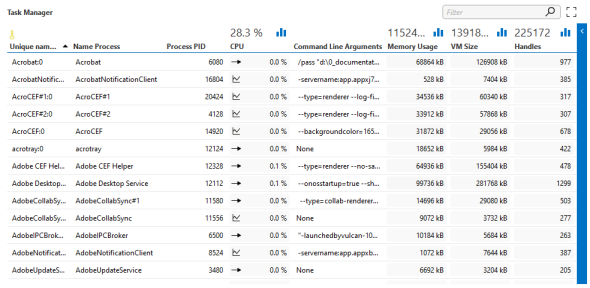 Task Manager Filter
28.3 % 11524... 13918... 225172
Unique nam... Name Process Process PID CPU Command Line Arguments Memory Usage VM Size Handles
Acrobat:0 Acrobat 6080 0.0 % /pass "d:\0_documentat... 68864 kB 126908 kB 977
AcrobatNotific... AcrobatNotificationClient 16804 0.0 % -servername:app.appxj7... 528 kB 7404 kB 385
AcroCEF#1:0 AcroCEF#1 20424 0.0 % --type=renderer --log-fi... 34536 kB 60340 kB 317
AcroCEF#2:0 AcroCEF#2 4128 0.0 % --type=renderer --log-fi... 33912 kB 57868 kB 307
AcroCEF:0 AcroCEF 14920 0.0 % --backgroundcolor=165... 31872 kB 29056 kB 678
acrotray:0 acrotray 12124 0.0 % None 18652 kB 5984 kB 422
Adobe CEF Hel... Adobe CEF Helper 12328 0.1 % --type=renderer --no-sa... 64936 kB 155404 kB 478
Adobe Desktop... Adobe Desktop Service 12112 0.1 % --onosstartup=true --sh... 99736 kB 281768 kB 1299
AdobeCollabSy... AdobeCollabSync#1 11580 0.0 % --type=collab-renderer... 14696 kB 29080 kB 503
AdobeCollabSy... AdobeCollabSync 11556 0.0 % None 9072 kB 3732 kB 277
AdobeIPCBrok... AdobeIPCBroker 6500 0.0 % "-launchedbyvulcan-10... 10184 kB 5684 kB 263
AdobeNotificat... AdobeNotificationClient 8524 0.0 % -servername:app.appxb... 1072 kB 7644 kB 387
AdobeUpdateS... AdobeUpdateService 3480 0.0 % None 6692 kB 3204 kB 205